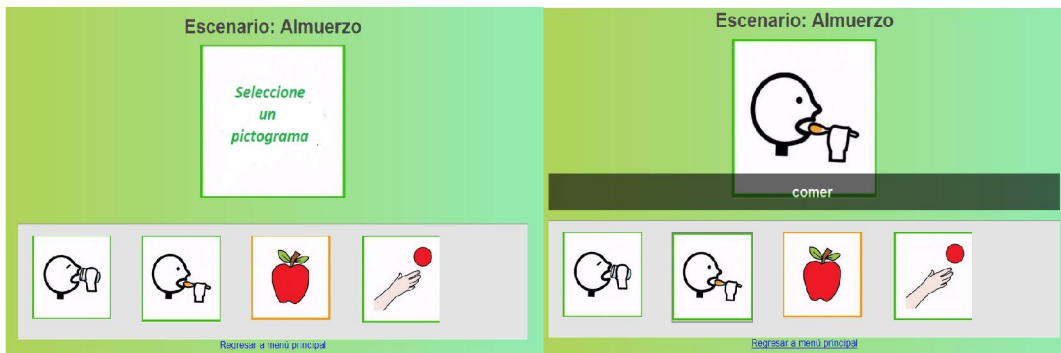 Escenario: Almuerzo
Seleccione
un
pictograma
Regresar a menú principal
Escenario: Almuerzo
comer
Regresar a menú principal